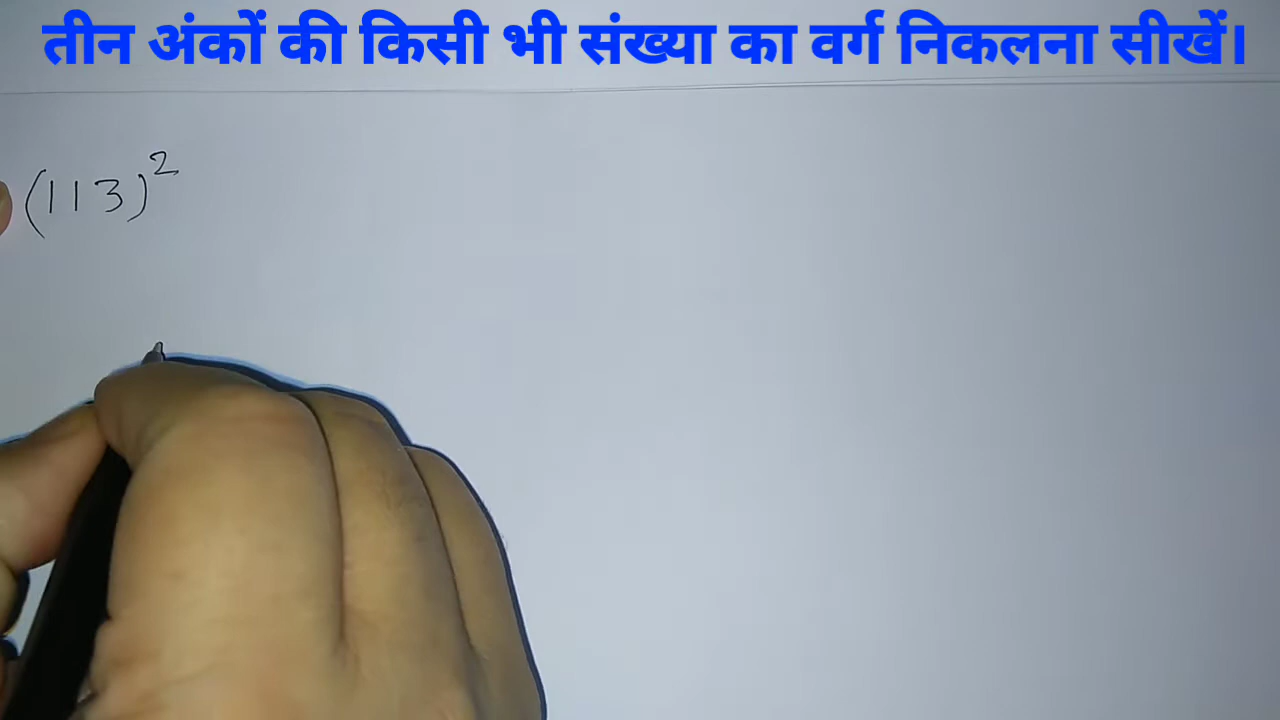 तीन अंकों की किसी भी संख्या का वर्ग निकलना सीखें।
(113)²